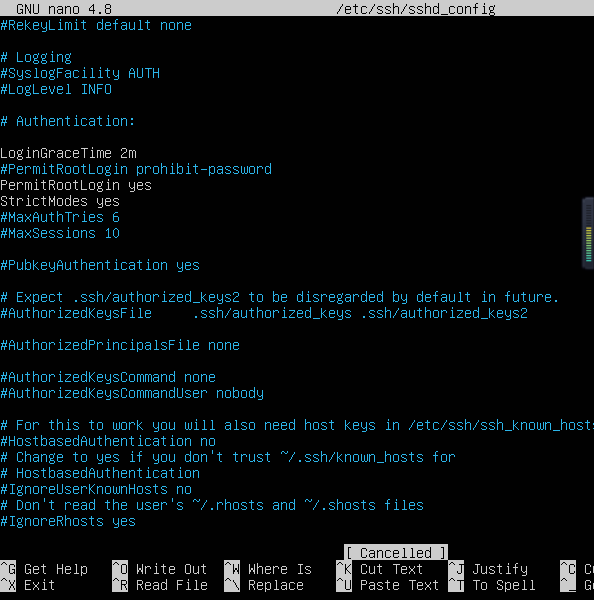 GNU nano 4.8 /etc/ssh/sshd_config
#RekeyLimit default none
# Logging
#SyslogFacility AUTH
#LogLevel INFO
# Authentication:
LoginGraceTime 2m
#PermitRootLogin prohibit-password
PermitRootLogin yes
StrictModes yes
#MaxAuthTries 6
#MaxSessions 10
#PubkeyAuthentication yes
# Expect .ssh/authorized_keys2 to be disregarded by default in future.
#AuthorizedKeysFile .ssh/authorized_keys .ssh/authorized_keys2
#AuthorizedPrincipalsFile none
#AuthorizedKeysCommand none
#AuthorizedKeysCommandUser nobody
# For this to work you will also need host keys in /etc/ssh/ssh_known_hosts
#HostbasedAuthentication no
# Change to yes if you don't trust ~/.ssh/known_hosts for
# HostbasedAuthentication
#IgnoreUserKnownHosts no
# Don't read the user's ~/.rhosts and ~/.shosts files
#IgnoreRhosts yes
[ Cancelled ]
^G Get Help ^O Write Out ^W Where Is ^K Cut Text ^J Justify ^C
^X Exit ^R Read File ^\ Replace ^U Paste Text ^T To Spell ^_